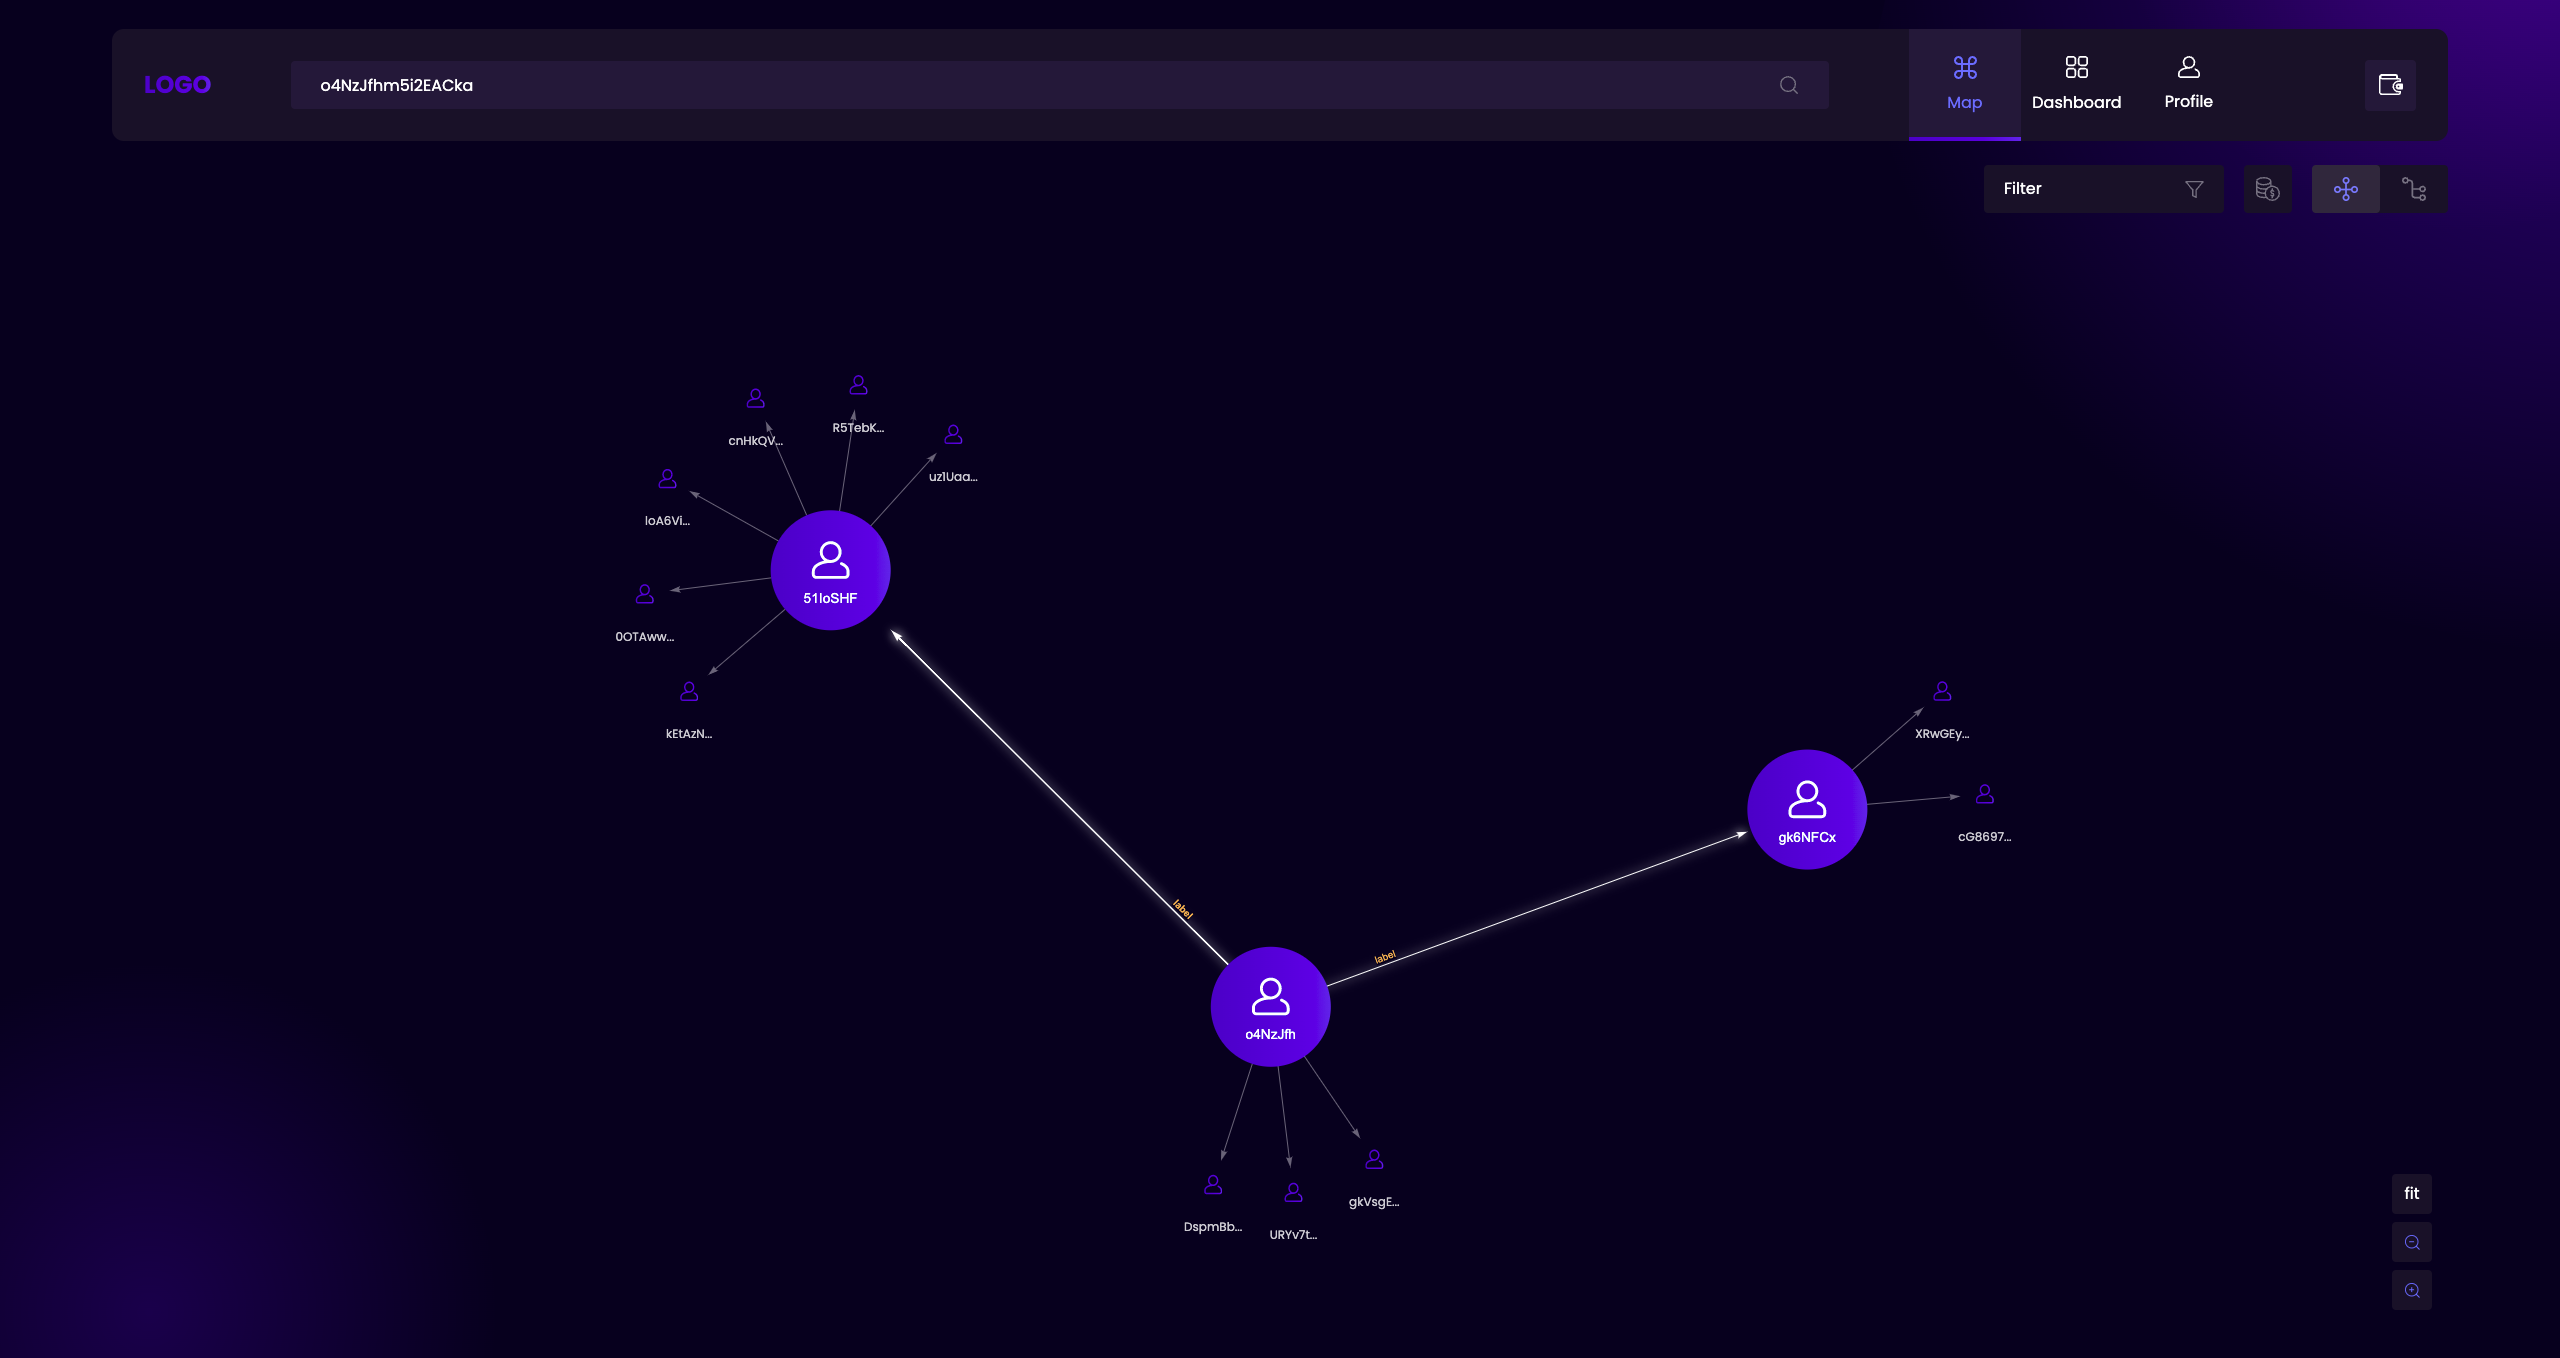 LOGO
o4NzJfhm5i2EACka
Map
Dashboard
Profile
Filter
cnHkQV...
R5TebK...
uz1Uaa...
loA6Vi...
51loSHF
0OTAww...
kEtAzN...
XRwGEy...
gk6NFCx
cG8697...
label
label
o4NzJfh
DspmBb...
URYv7t...
gkVsgE...
fit